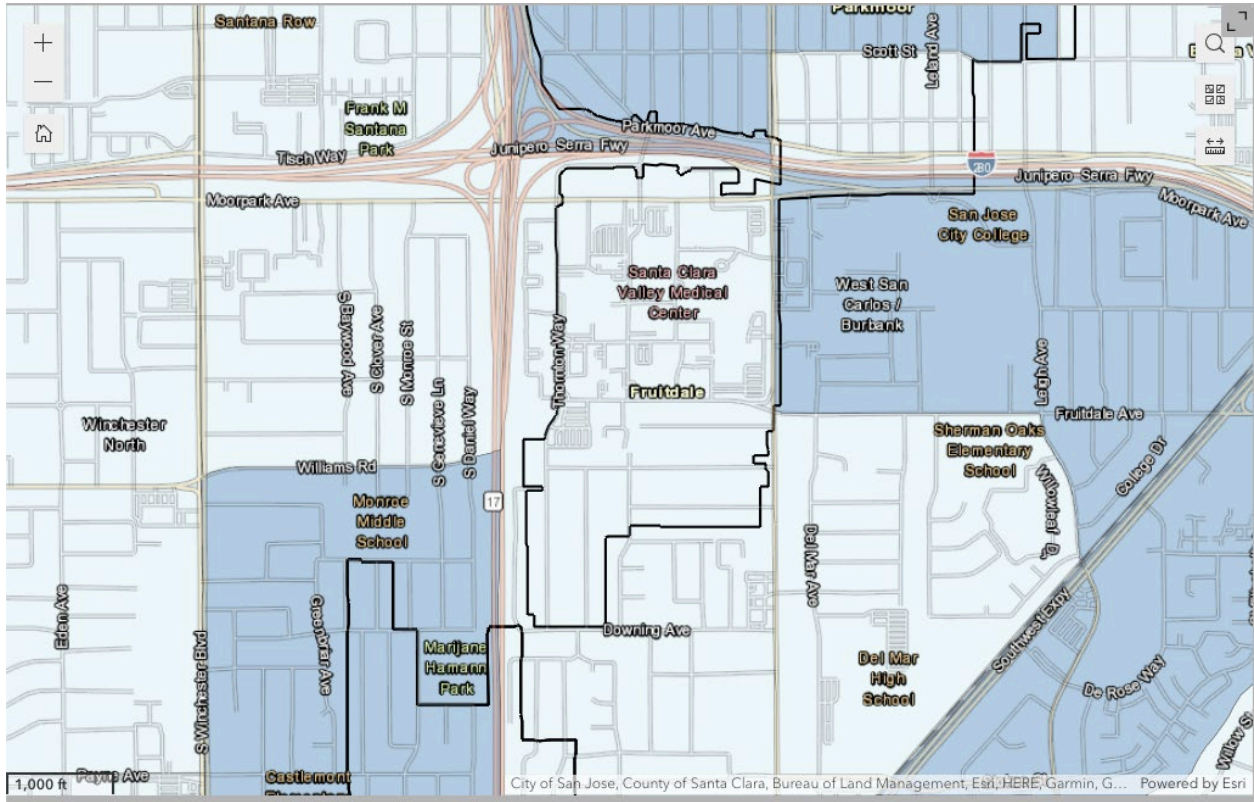 Santana Row
Parkmoor
Scott St
Leland Ave
Frank M
Santana
Park
Parkmoor Ave
Tisch Way
Junipero Serra Fwy
280
Junipero Serra Fwy
Moorpark Ave
Moorpark Ave
San Jose
City College
Santa Clara
Valley Medical
Center
West San
Carlos /
Burbank
S Baywood Ave
S Clover Ave
S Monroe St
S Genevieve Ln
S Daniel Way
Thornton Way
Leigh Ave
Fruitdale
Fruitdale Ave
Winchester
North
Sherman Oaks
Elementary
School
Williams Rd
College Dr
Willowleaf Dr
17
Monroe
Middle
School
Del Mar Ave
Eden Ave
Greenbriar Ave
S Winchester Blvd
Downing Ave
Southwest Expy
Marijane
Hamann
Park
Del Mar
High
School
De Rose Way
Willow St
Payne Ave
Castlemont
Elementary
1,000 ft
City of San Jose, County of Santa Clara, Bureau of Land Management, Esri, HERE, Garmin, G...
Powered by Esri